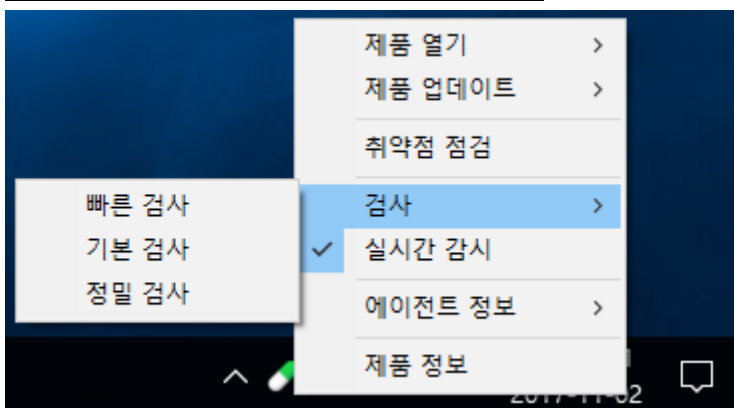 제품 열기
제품 업데이트
취약점 점검
검사
실시간 감시
에이전트 정보
제품 정보
빠른 검사
기본 검사
정밀 검사